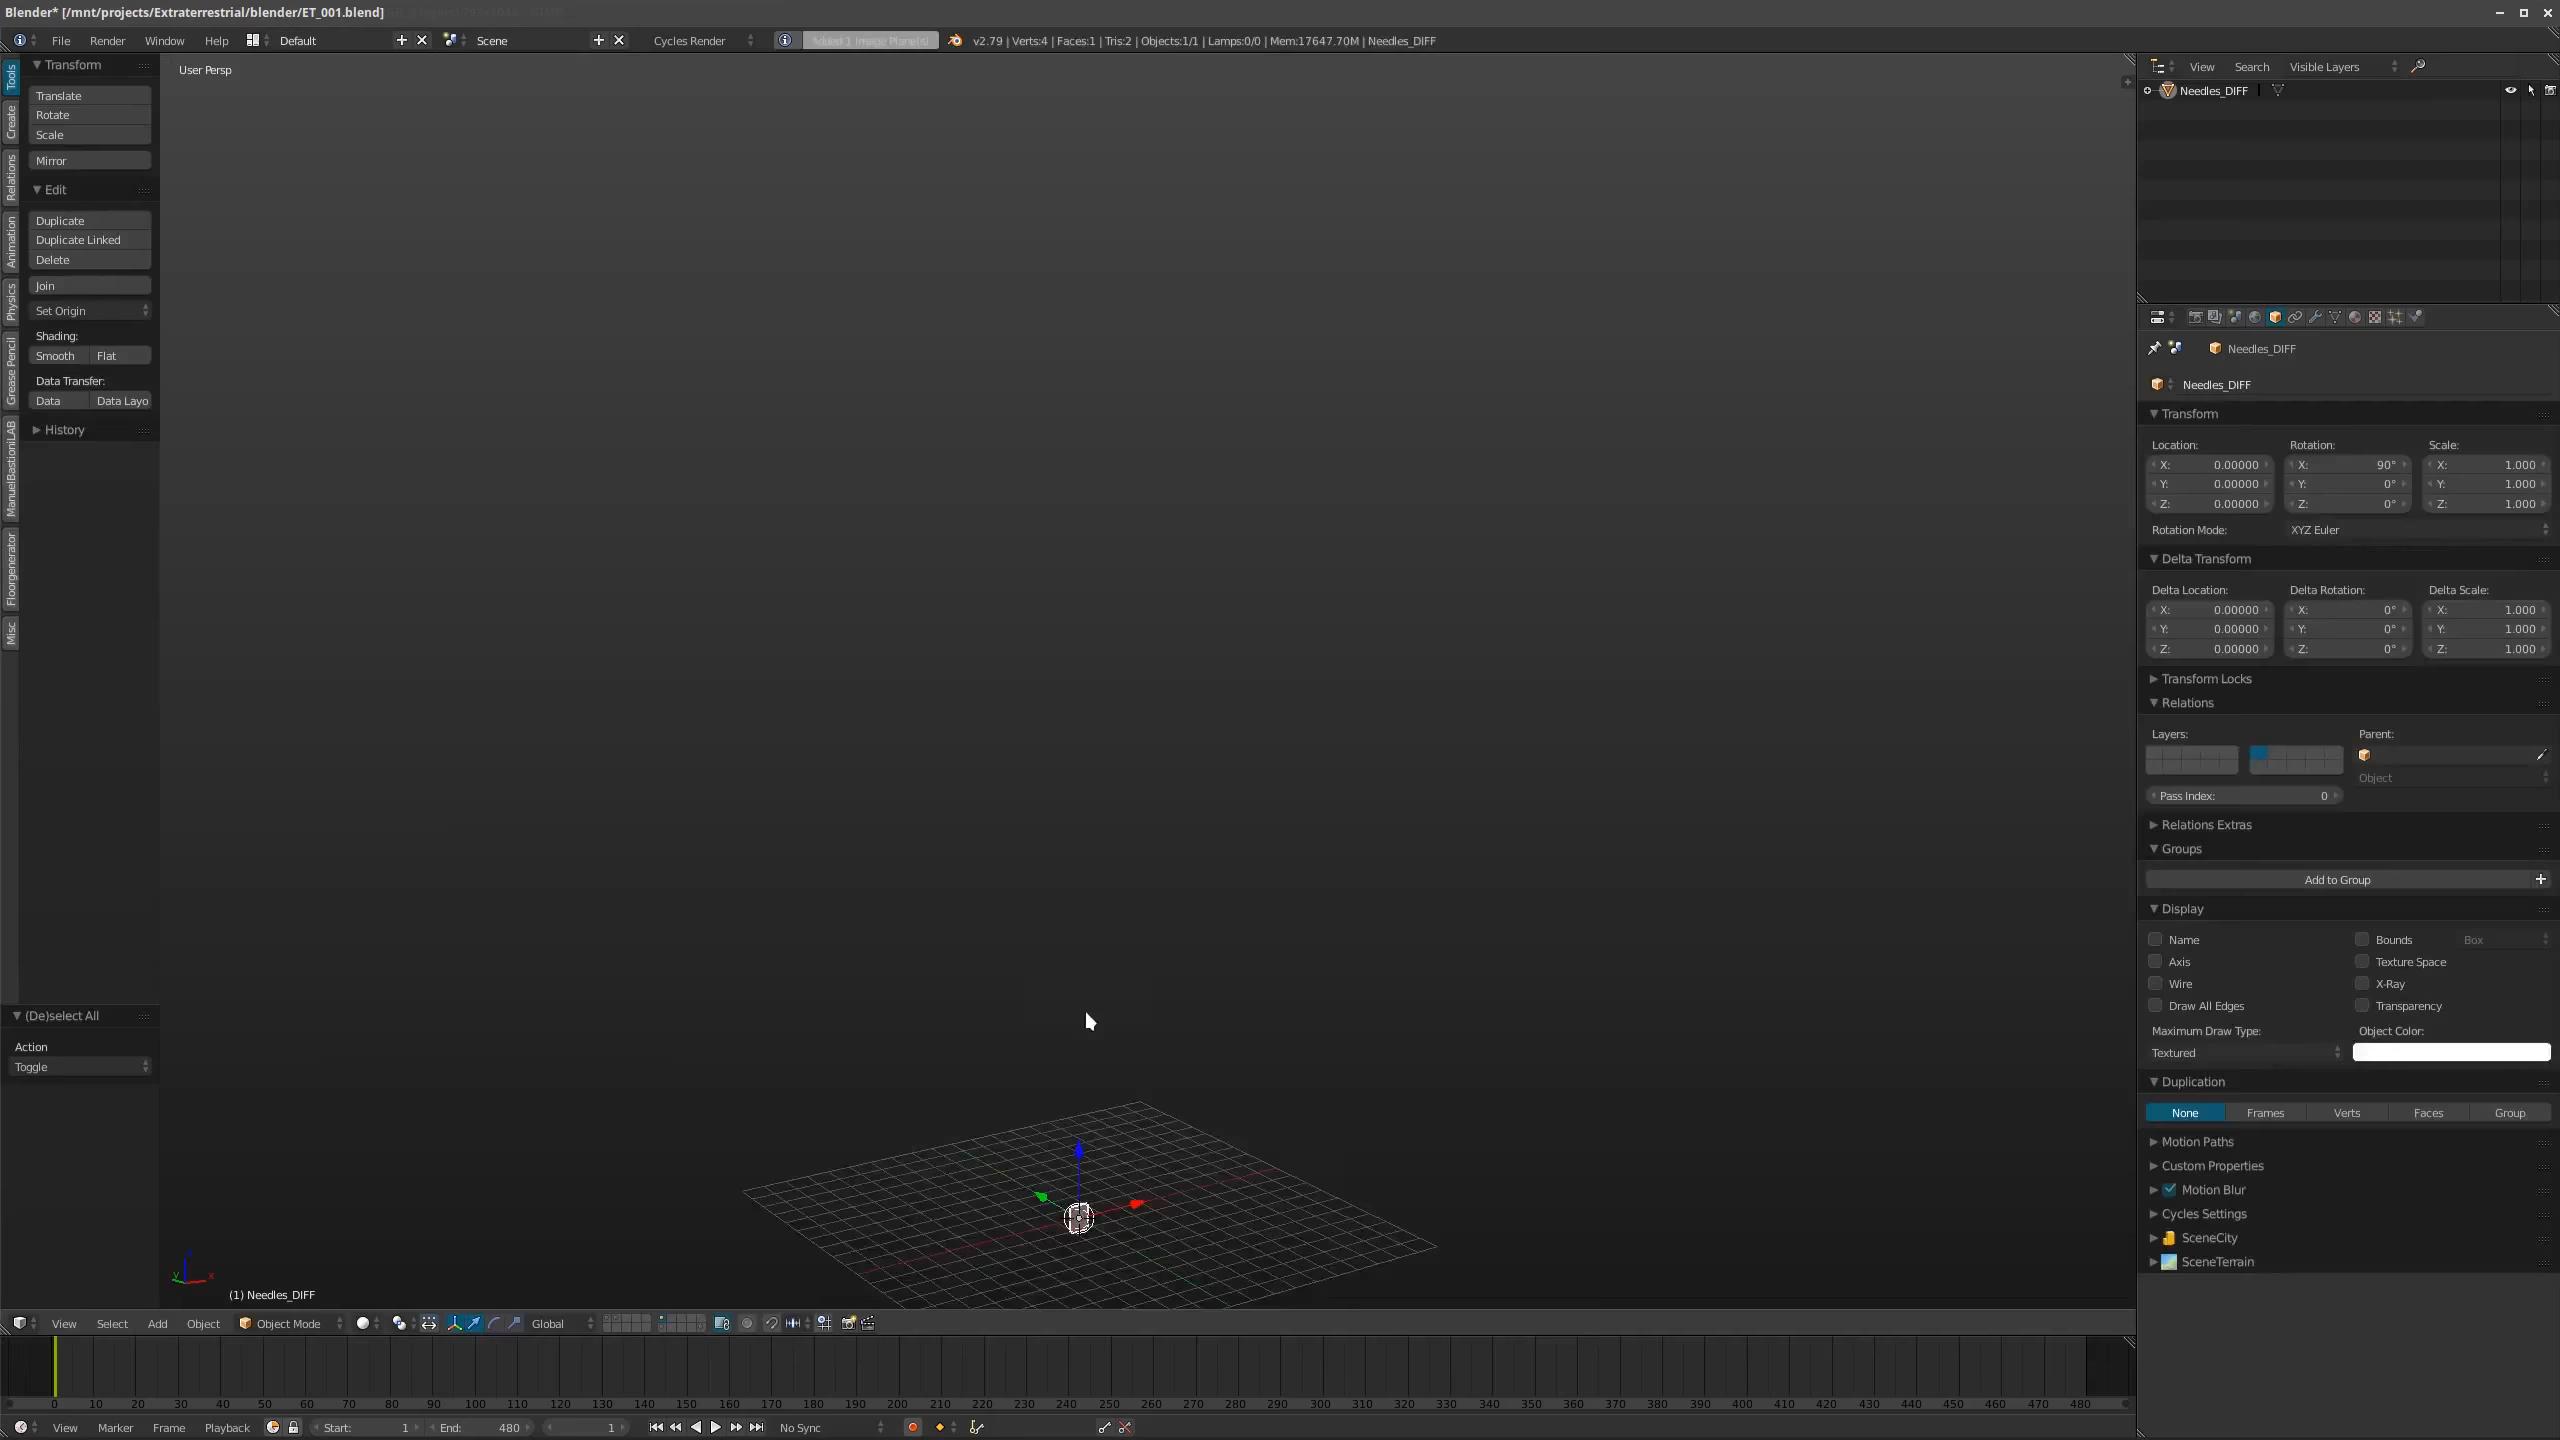 Blender* [/mnt/projects/Extraterrestrial/blender/ET_001.blend]
File Render Window Help Default Scene Cycles Render Added 1 Image Plane(s) v2.79 | Verts:4 | Faces:1 | Tris:2 | Objects:1/1 | Lamps:0/0 | Mem:17647.70M | Needles_DIFF
Tools
Create
Relations
Animation
Physics
Grease Pencil
ManuelBastioniLAB
Floorgenerator
Misc
Transform
Translate
Rotate
Scale
Mirror
Edit
Duplicate
Duplicate Linked
Delete
Join
Set Origin
Shading:
Smooth Flat
Data Transfer:
Data Data Layo
History
(De)select All
Action
Toggle
User Persp
z
y x
(1) Needles_DIFF
View Select Add Object Object Mode Global
0 10 20 30 40 50 60 70 80 90 100 110 120 130 140 150 160 170 180 190 200 210 220 230 240 250 260 270 280 290 300 310 320 330 340 350 360 370 380 390 400 410 420 430 440 450 460 470 480
View Marker Frame Playback Start: 1 End: 480 1 No Sync
View Search Visible Layers
Needles_DIFF
Needles_DIFF
Needles_DIFF
Transform
Location: Rotation: Scale:
X: 0.00000 X: 90° X: 1.000
Y: 0.00000 Y: 0° Y: 1.000
Z: 0.00000 Z: 0° Z: 1.000
Rotation Mode: XYZ Euler
Delta Transform
Delta Location: Delta Rotation: Delta Scale:
X: 0.00000 X: 0° X: 1.000
Y: 0.00000 Y: 0° Y: 1.000
Z: 0.00000 Z: 0° Z: 1.000
Transform Locks
Relations
Layers: Parent:
Object
Pass Index: 0
Relations Extras
Groups
Add to Group
Display
Name Bounds Box
Axis Texture Space
Wire X-Ray
Draw All Edges Transparency
Maximum Draw Type: Object Color:
Textured
Duplication
None Frames Verts Faces Group
Motion Paths
Custom Properties
Motion Blur
Cycles Settings
SceneCity
SceneTerrain